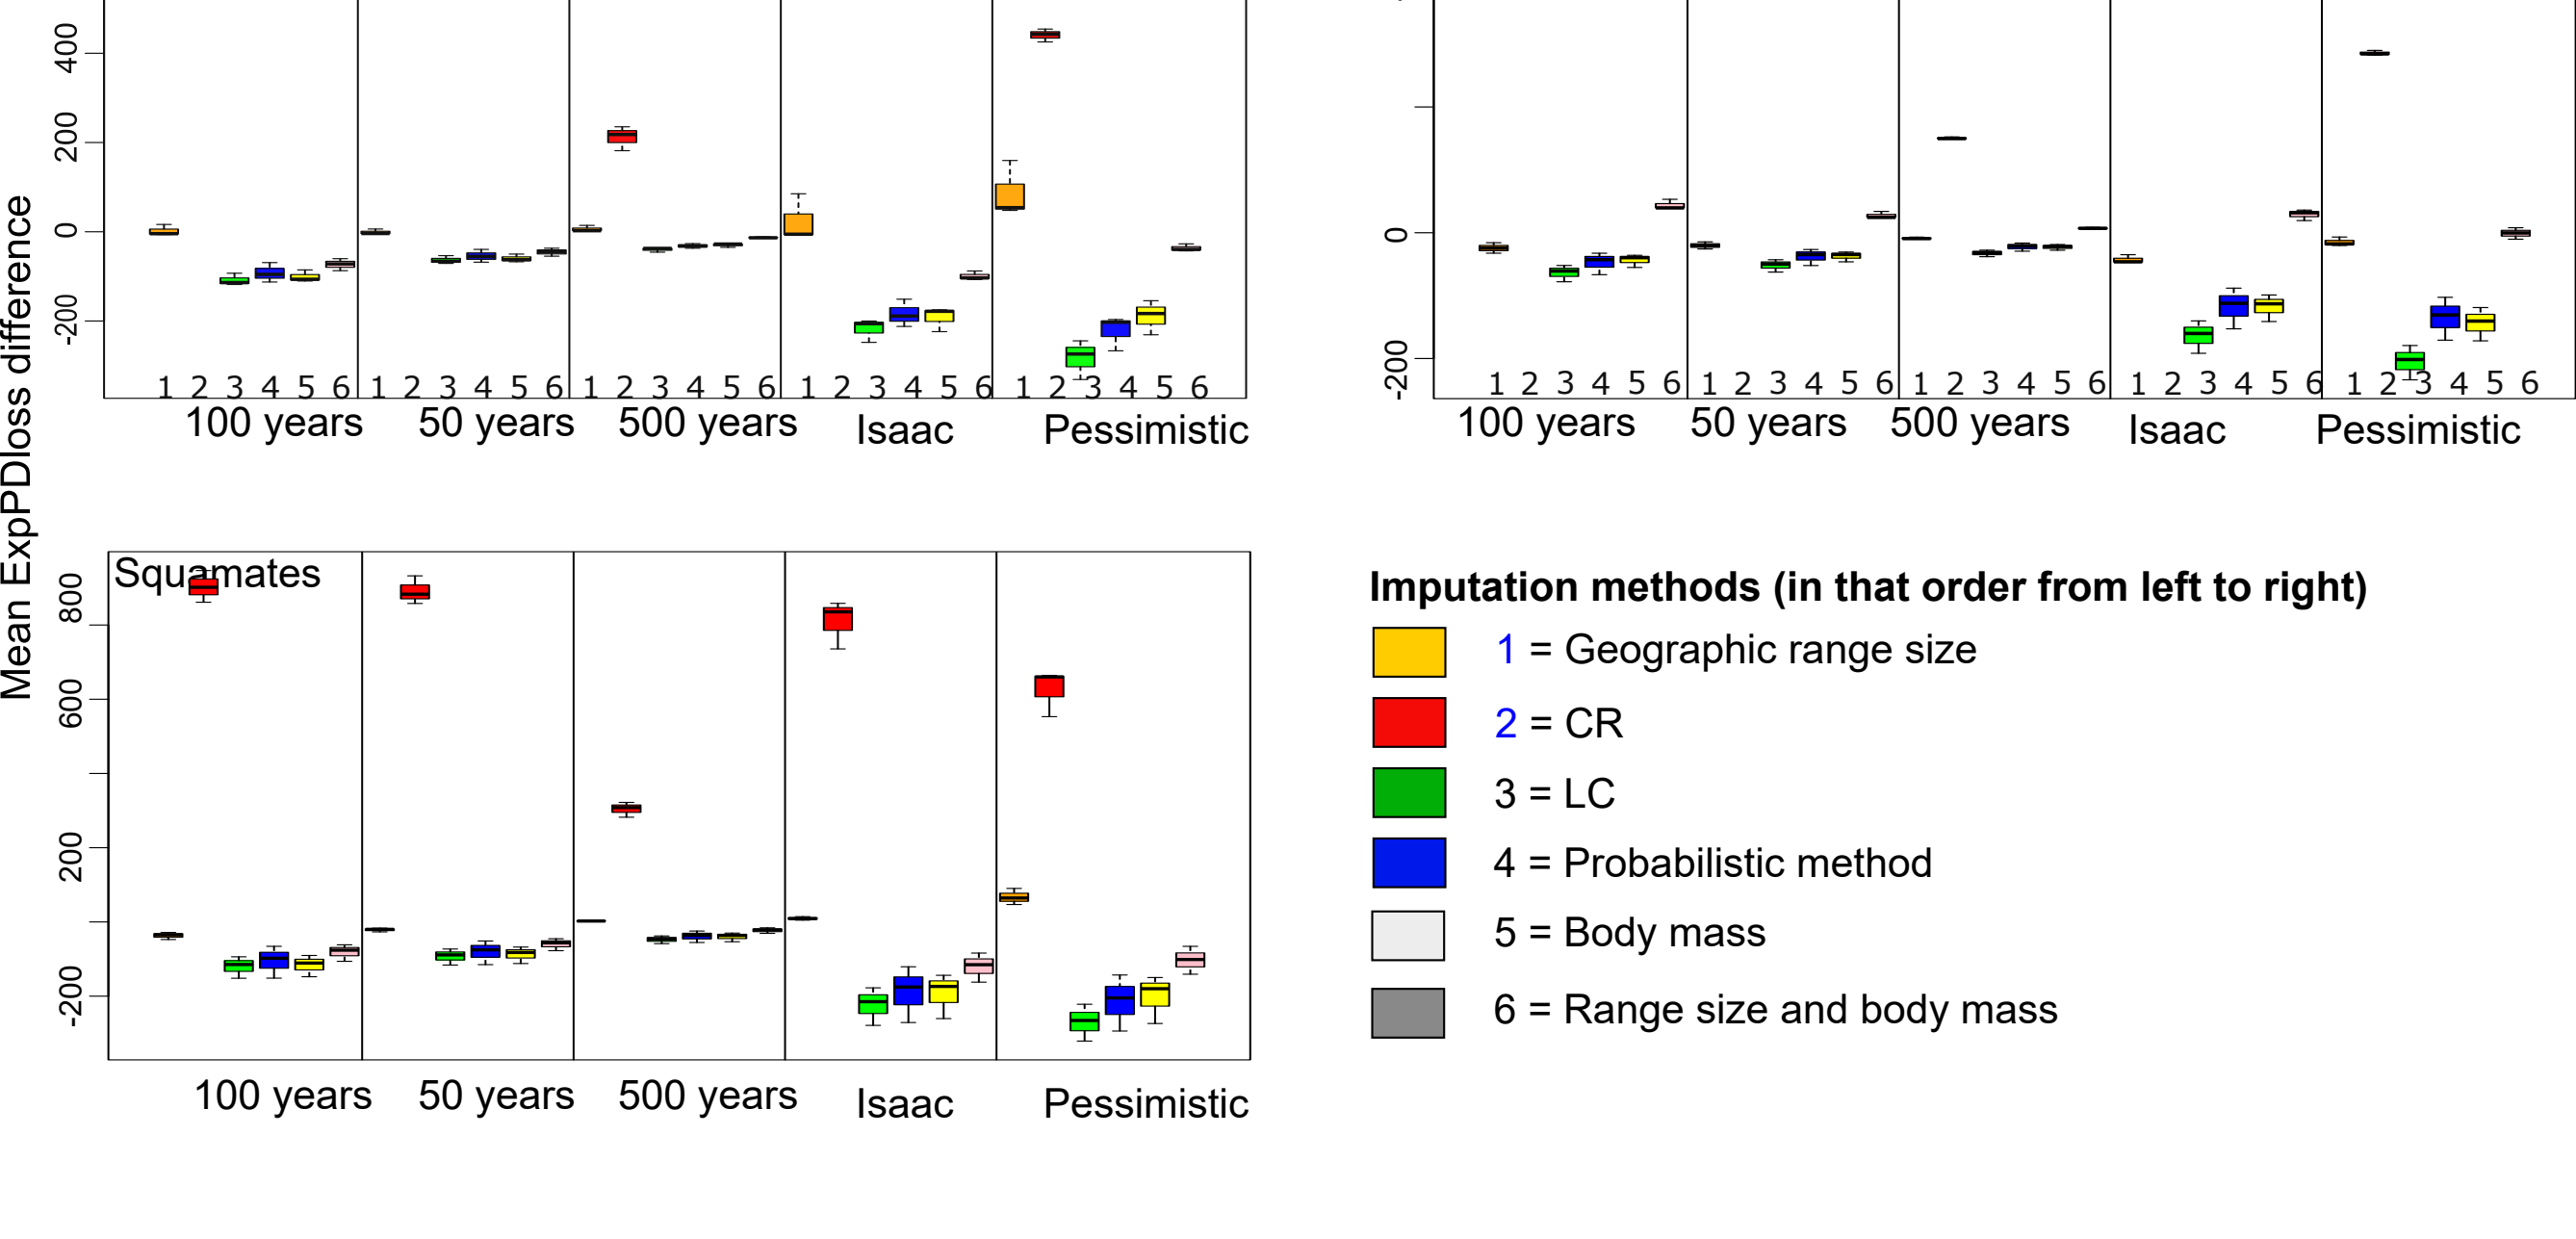 Mean ExpPDloss difference
400
200
0
-200
1 2 3 4 5 6 1 2 3 4 5 6 1 2 3 4 5 6 1 2 3 4 5 6 1 2 3 4 5 6
100 years 50 years 500 years Isaac Pessimistic
0
-200
1 2 3 4 5 6 1 2 3 4 5 6 1 2 3 4 5 6 1 2 3 4 5 6 1 2 3 4 5 6
100 years 50 years 500 years Isaac Pessimistic
Squamates
800
600
200
-200
100 years 50 years 500 years Isaac Pessimistic
Imputation methods (in that order from left to right)
1 = Geographic range size
2 = CR
3 = LC
4 = Probabilistic method
5 = Body mass
6 = Range size and body mass